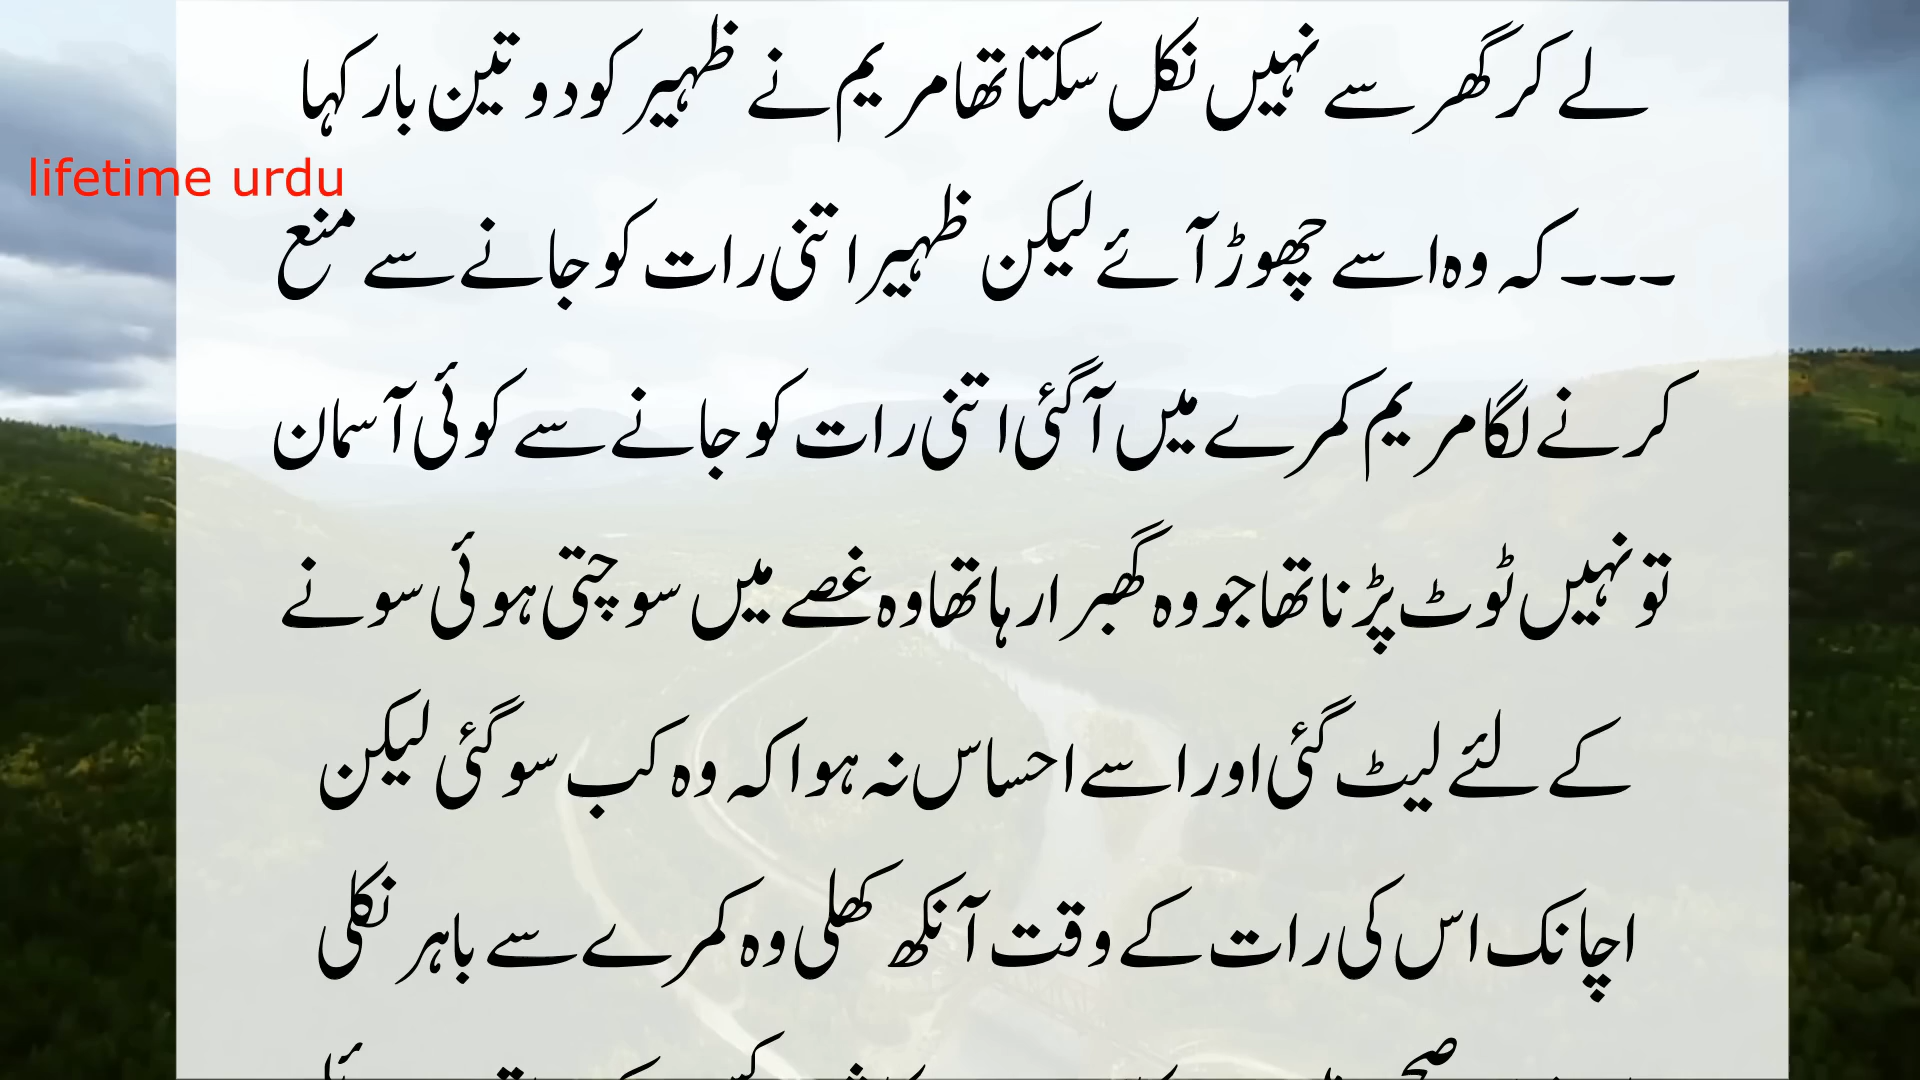 لے کر گھر سے نہیں نکل سکتا تھا مریم نے ظہیر کو دو تین بار کہا
lifetime urdu
۔۔۔ کہ وہ اسے چھوڑ آئے لیکن ظہیر اتنی رات کو جانے سے منع
کرنے لگا مریم کمرے میں آ گئی اتنی رات کو جانے سے کوئی آسمان
تو نہیں ٹوٹ پڑنا تھا جو وہ گھبرا رہا تھا وہ غصے میں سوچتی ہوئی سونے
کے لئے لیٹ گئی اور اسے احساس نہ ہوا کہ وہ کب سو گئی لیکن
اچانک اس کی رات کے وقت آنکھ کھلی وہ کمرے سے باہر نکلی